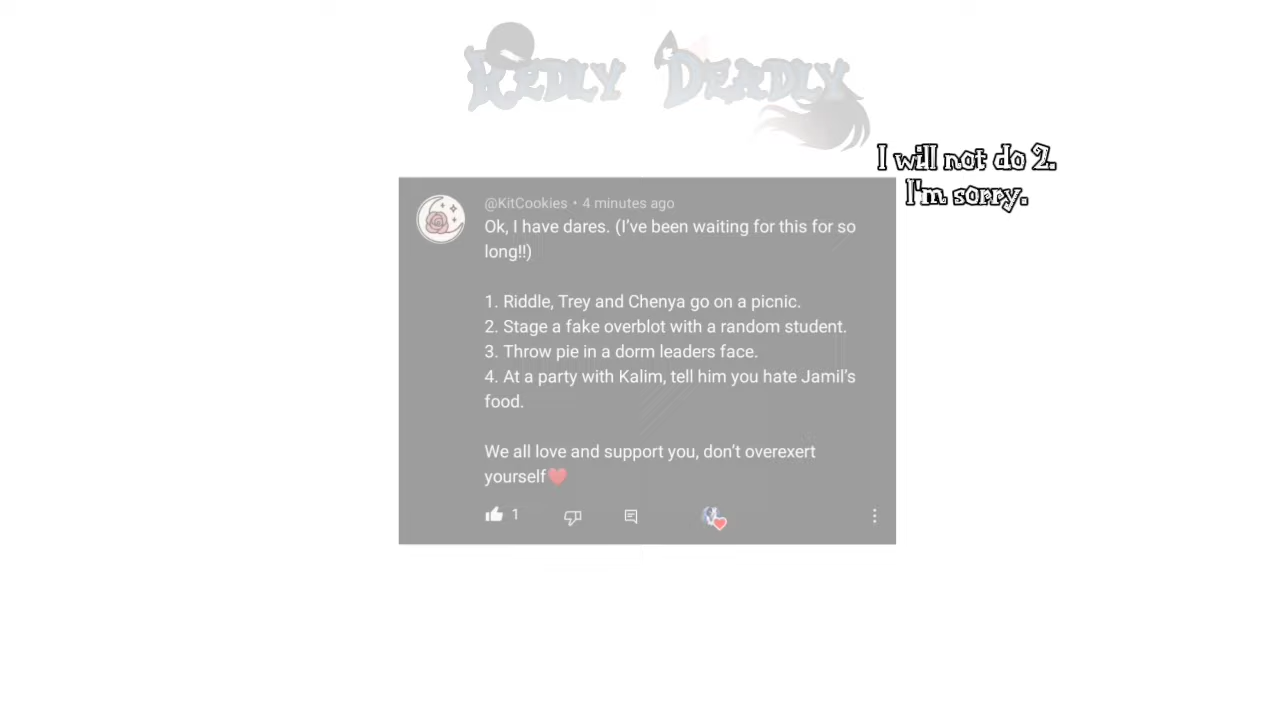 Redly Deadly
I will not do 2.
I'm sorry.
@KitCookies • 4 minutes ago
Ok, I have dares. (I've been waiting for this for so
long!!)
1. Riddle, Trey and Chenya go on a picnic.
2. Stage a fake overblot with a random student.
3. Throw pie in a dorm leaders face.
4. At a party with Kalim, tell him you hate Jamil's
food.
We all love and support you, don't overexert
yourself❤️
1